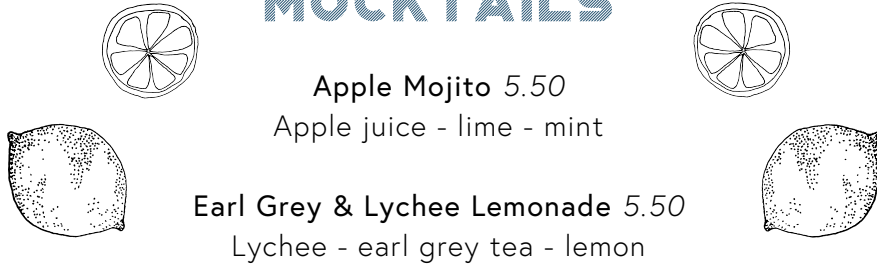 MOCKTAILS
Apple Mojito 5.50
Apple juice - lime - mint
Earl Grey & Lychee Lemonade 5.50
Lychee - earl grey tea - lemon